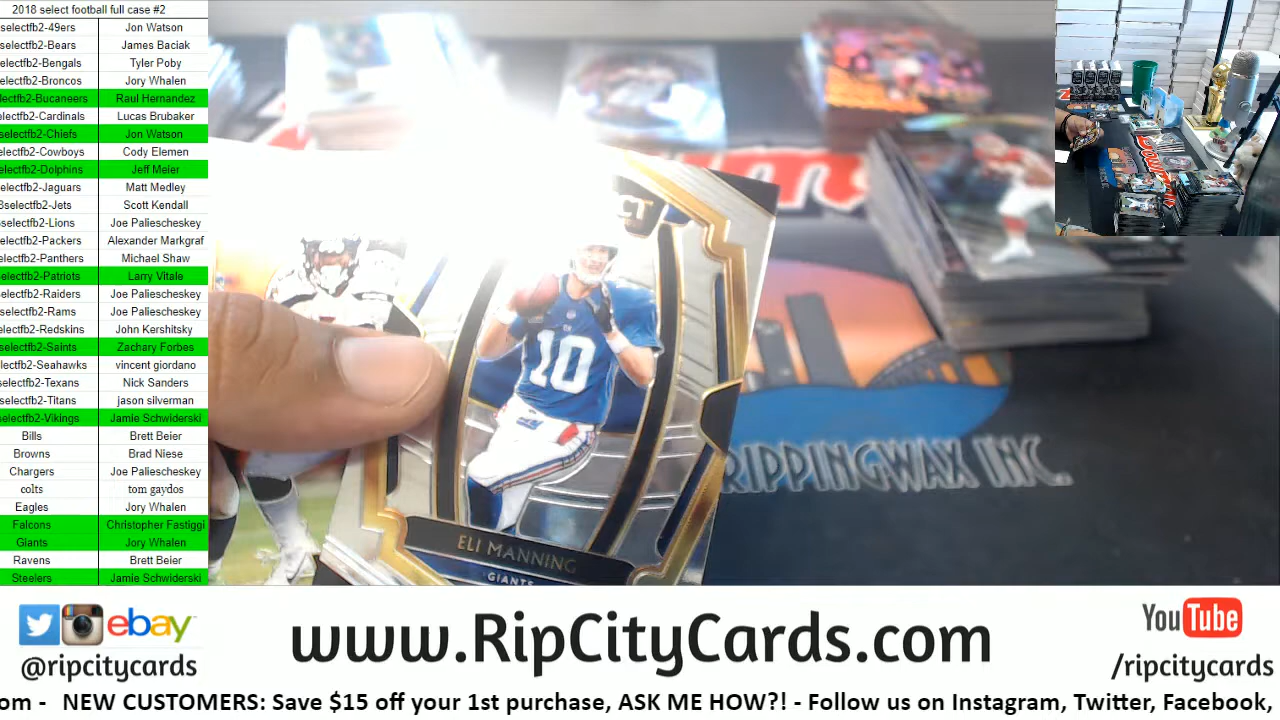 2018 select football full case #2
selectfb2-49ers Jon Watson
selectfb2-Bears James Baciak
selectfb2-Bengals Tyler Poby
selectfb2-Broncos Jory Whalen
lectfb2-Bucaneers Raul Hernandez
electfb2-Cardinals Lucas Brubaker
selectfb2-Chiefs Jon Watson
electfb2-Cowboys Cody Elemen
electfb2-Dolphins Jeff Meier
electfb2-Jaguars Matt Medley
3selectfb2-Jets Scott Kendall
selectfb2-Lions Joe Paliescheskey
electfb2-Packers Alexander Markgraf
electfb2-Panthers Michael Shaw
electfb2-Patriots Larry Vitale
electfb2-Raiders Joe Paliescheskey
selectfb2-Rams Joe Paliescheskey
electfb2-Redskins John Kershitsky
selectfb2-Saints Zachary Forbes
ectfb2-Seahawks vincent giordano
electfb2-Texans Nick Sanders
selectfb2-Titans jason silverman
electfb2-Vikings Jamie Schwiderski
Bills Brett Beier
Browns Brad Niese
Chargers Joe Paliescheskey
colts tom gaydos
Eagles Jory Whalen
Falcons Christopher Fastiggi
Giants Jory Whalen
Ravens Brett Beier
Steelers Jamie Schwiderski
CT
10
ELI MANNING
GIANTS
RIPPINGWAX INC.
ebay
@ripcitycards
www.RipCityCards.com
YouTube
/ripcitycards
om - NEW CUSTOMERS: Save $15 off your 1st purchase, ASK ME HOW?! - Follow us on Instagram, Twitter, Facebook,